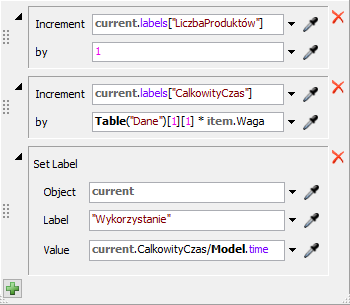 Increment current.labels["LiczbaProduktów"]
by 1
Increment current.labels["CalkowityCzas"]
by Table("Dane")[1][1] * item.Waga
Set Label
Object current
Label "Wykorzystanie"
Value current.CalkowityCzas/Model.time